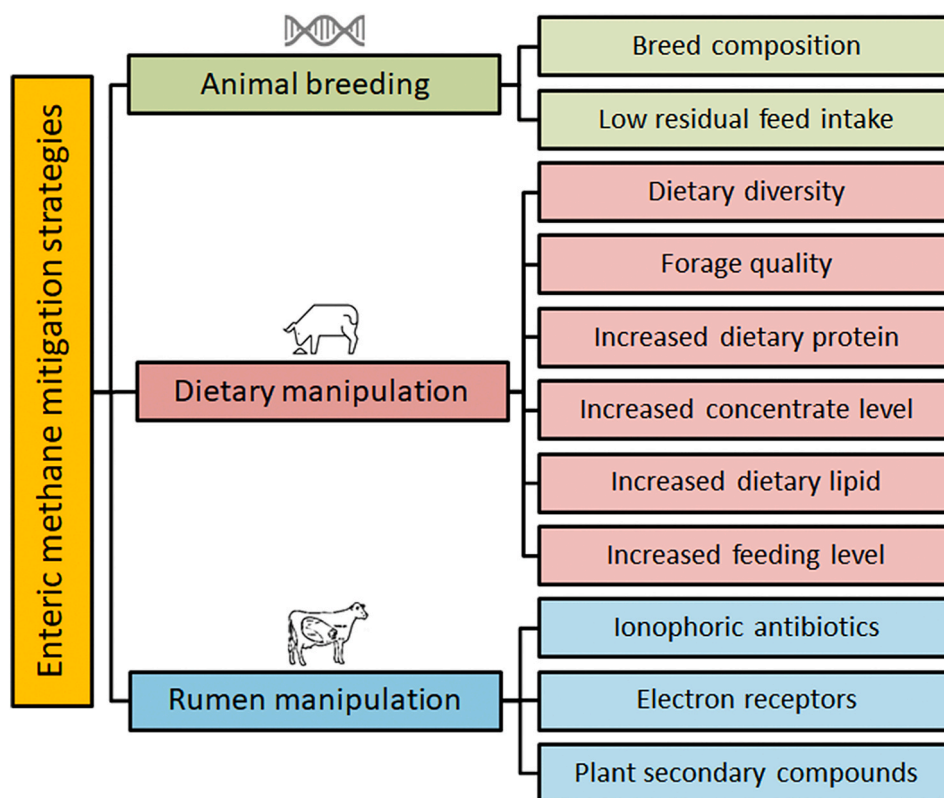 Enteric methane mitigation strategies
Animal breeding
Breed composition
Low residual feed intake
Dietary manipulation
Dietary diversity
Forage quality
Increased dietary protein
Increased concentrate level
Increased dietary lipid
Increased feeding level
Rumen manipulation
Ionophoric antibiotics
Electron receptors
Plant secondary compounds